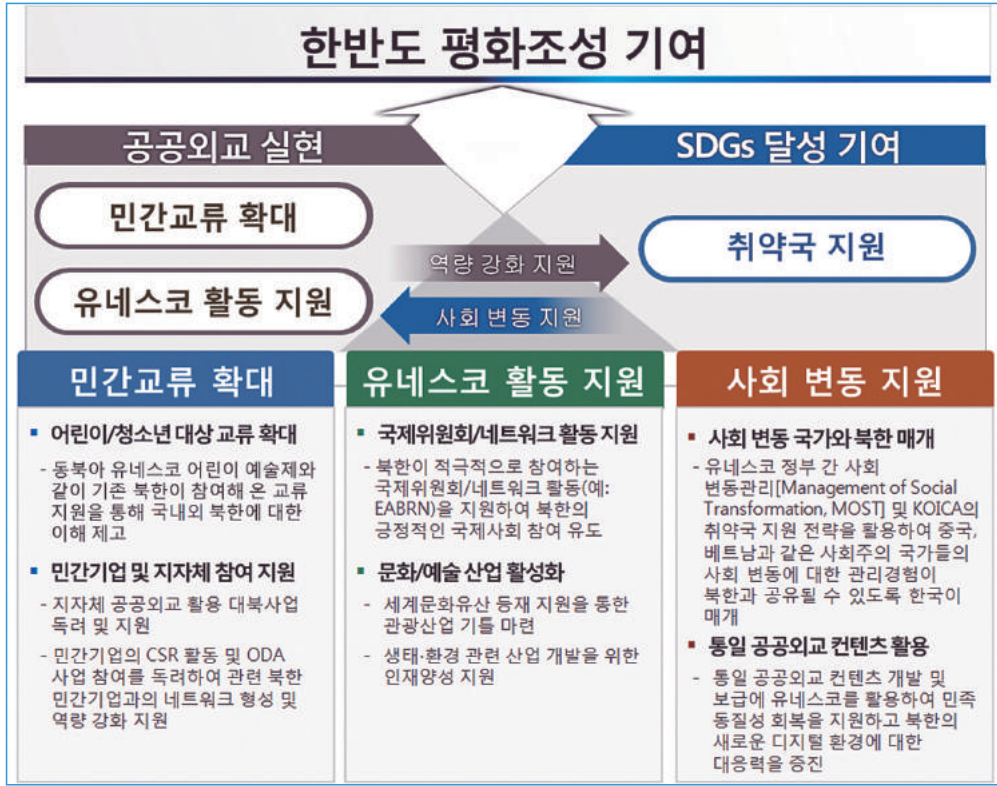 한반도 평화조성 기여
공공외교 실현
SDGs 달성 기여
민간교류 확대
유네스코 활동 지원
역량 강화 지원
사회 변동 지원
취약국 지원
민간교류 확대
▪ 어린이/청소년 대상 교류 확대
- 동북아 유네스코 어린이 예술제와
같이 기존 북한이 참여해 온 교류
지원을 통해 국내외 북한에 대한
이해 제고
▪ 민간기업 및 지자체 참여 지원
- 지자체 공공외교 활용 대북사업
독려 및 지원
- 민간기업의 CSR 활동 및 ODA
사업 참여를 독려하여 관련 북한
민간기업과의 네트워크 형성 및
역량 강화 지원
유네스코 활동 지원
▪ 국제위원회/네트워크 활동 지원
- 북한이 적극적으로 참여하는
국제위원회/네트워크 활동(예:
EABRN)을 지원하여 북한의
긍정적인 국제사회 참여 유도
▪ 문화/예술 산업 활성화
- 세계문화유산 등재 지원을 통한
관광산업 기틀 마련
- 생태·환경 관련 산업 개발을 위한
인재양성 지원
사회 변동 지원
▪ 사회 변동 국가와 북한 매개
- 유네스코 정부 간 사회
변동관리[Management of Social
Transformation, MOST] 및 KOICA의
취약국 지원 전략을 활용하여 중국,
베트남과 같은 사회주의 국가들의
사회 변동에 대한 관리경험이
북한과 공유될 수 있도록 한국이
매개
▪ 통일 공공외교 컨텐츠 활용
- 통일 공공외교 컨텐츠 개발 및
보급에 유네스코를 활용하여 민족
동질성 회복을 지원하고 북한의
새로운 디지털 환경에 대한
대응력을 증진